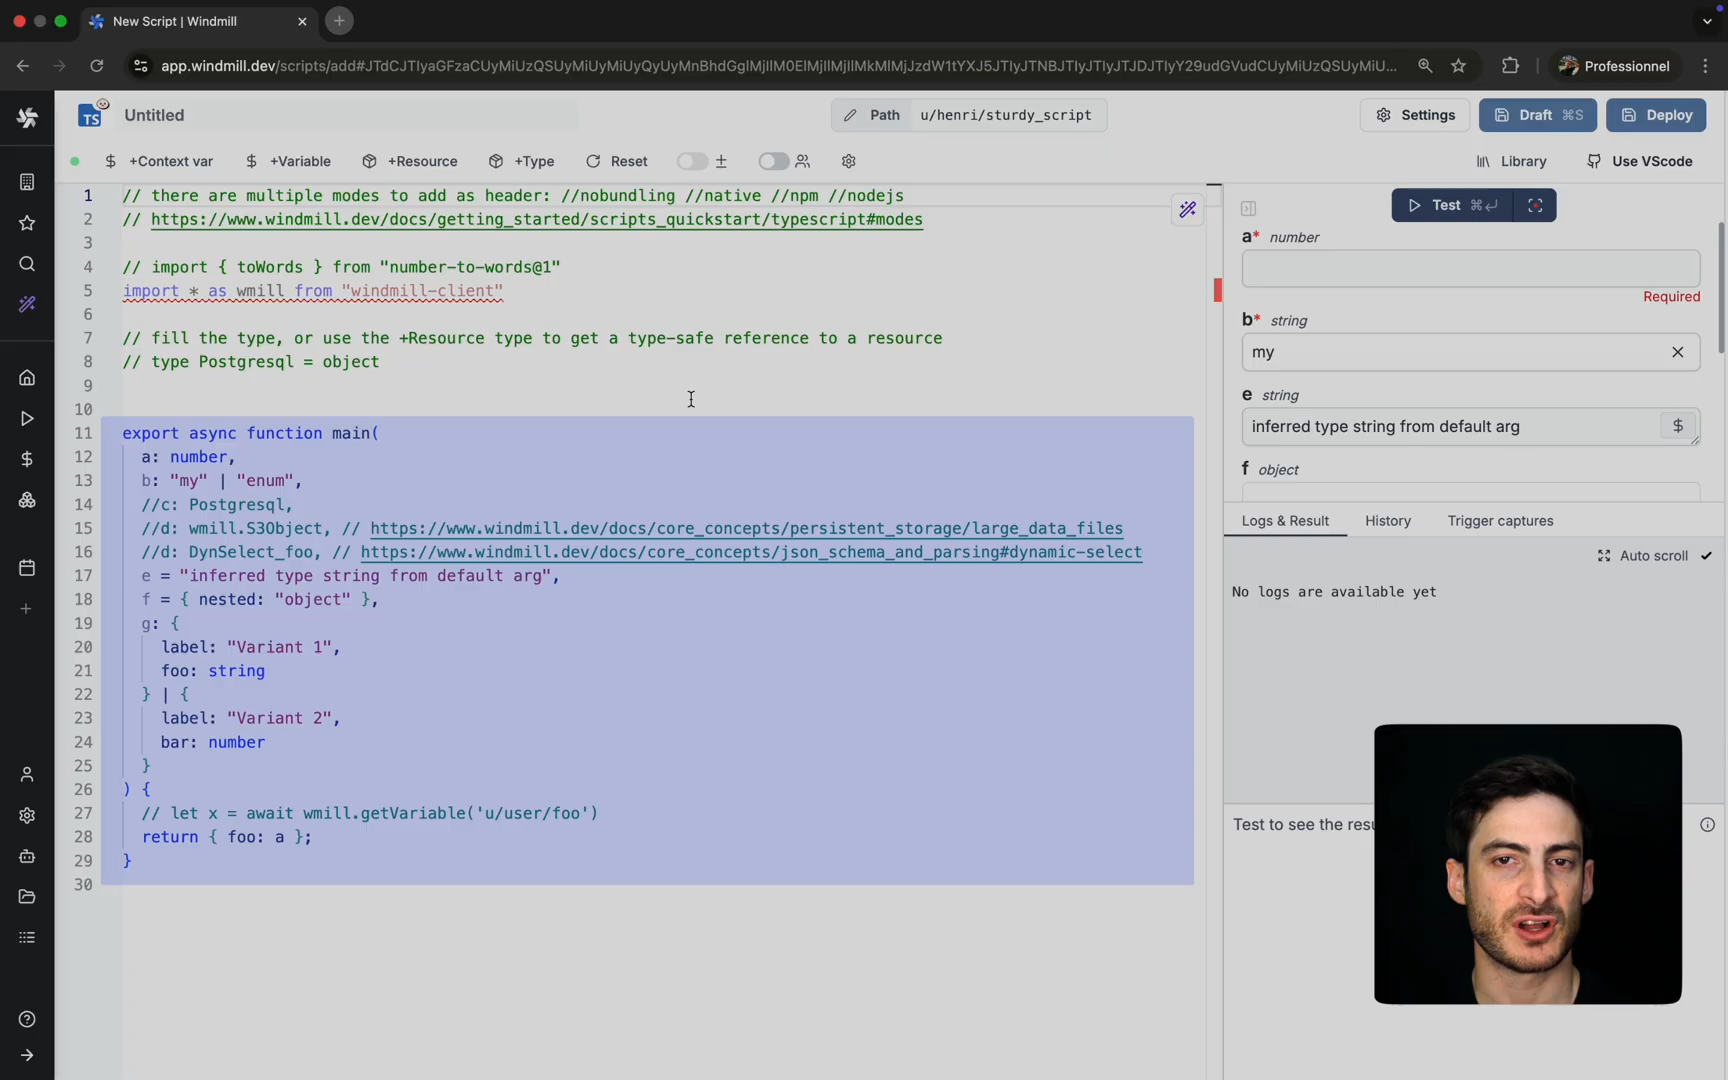 New Script | Windmill
app.windmill.dev/scripts/add#JTdCJTIyaGFzaCUyMiUzQSUyMiUyMiUyQyUyMnBhdGglMjIlM0ElMjIlMjIlMkMlMjJzdW1tYXJ5JTIyJTNBJTIyJTIyJTJDJTIyY29udGVudCUyMiUzQSUyMiU...
Professionnel
TS
Untitled
Path
u/henri/sturdy_script
Settings
Draft ⌘S
Deploy
+Context var
+Variable
+Resource
+Type
Reset
Library
Use VScode
1 // there are multiple modes to add as header: //nobundling //native //npm //nodejs
2 // https://www.windmill.dev/docs/getting_started/scripts_quickstart/typescript#modes
3
4 // import { toWords } from "number-to-words@1"
5 import * as wmill from "windmill-client"
6
7 // fill the type, or use the +Resource type to get a type-safe reference to a resource
8 // type Postgresql = object
9
10
11 export async function main(
12 a: number,
13 b: "my" | "enum",
14 //c: Postgresql,
15 //d: wmill.S3Object, // https://www.windmill.dev/docs/core_concepts/persistent_storage/large_data_files
16 //d: DynSelect_foo, // https://www.windmill.dev/docs/core_concepts/json_schema_and_parsing#dynamic-select
17 e = "inferred type string from default arg",
18 f = { nested: "object" },
19 g: {
20 label: "Variant 1",
21 foo: string
22 } | {
23 label: "Variant 2",
24 bar: number
25 }
26 ) {
27 // let x = await wmill.getVariable('u/user/foo')
28 return { foo: a };
29 }
30
Test ⌘↵
a* number
Required
b* string
my
e string
inferred type string from default arg
$
f object
Logs & Result
History
Trigger captures
Auto scroll
No logs are available yet
Test to see the resu